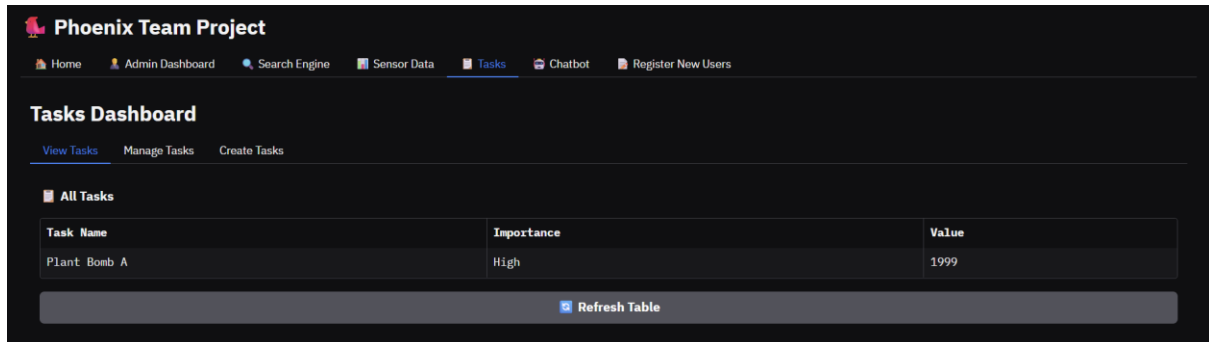 Phoenix Team Project
Home Admin Dashboard Search Engine Sensor Data Tasks Chatbot Register New Users
Tasks Dashboard
View Tasks Manage Tasks Create Tasks
All Tasks
Task Name Importance Value
Plant Bomb A High 1999
Refresh Table